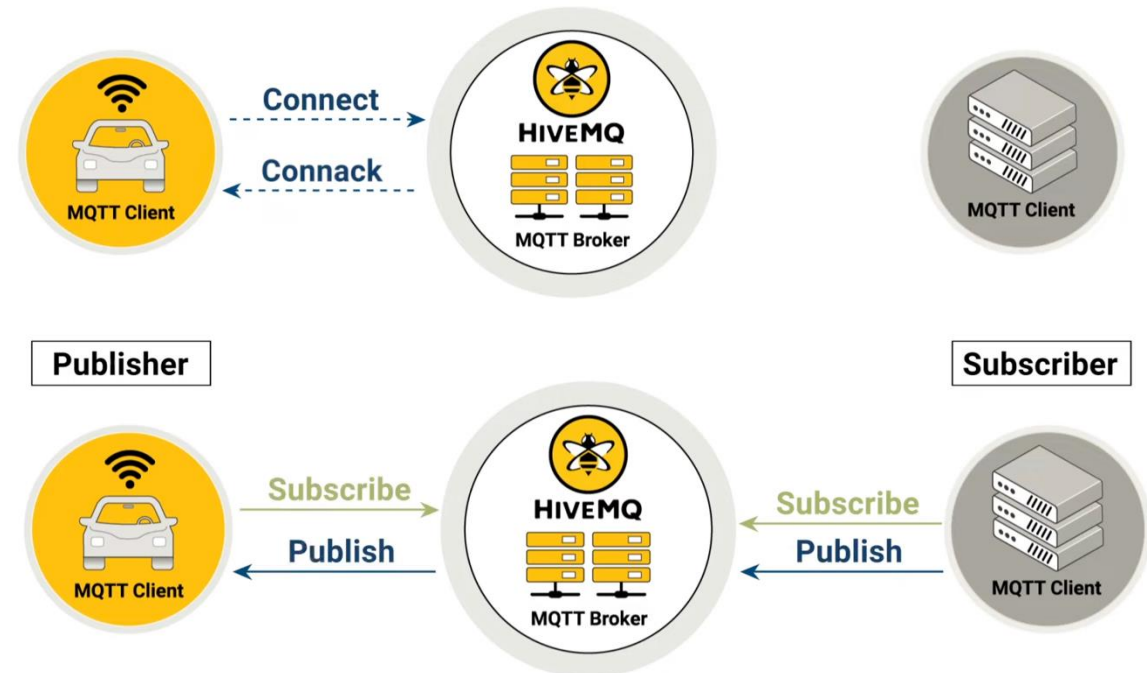 Connect
Connack
MQTT Client
HIVEMQ
MQTT Broker
MQTT Client
Publisher
Subscriber
Subscribe
Publish
MQTT Client
HIVEMQ
MQTT Broker
Subscribe
Publish
MQTT Client